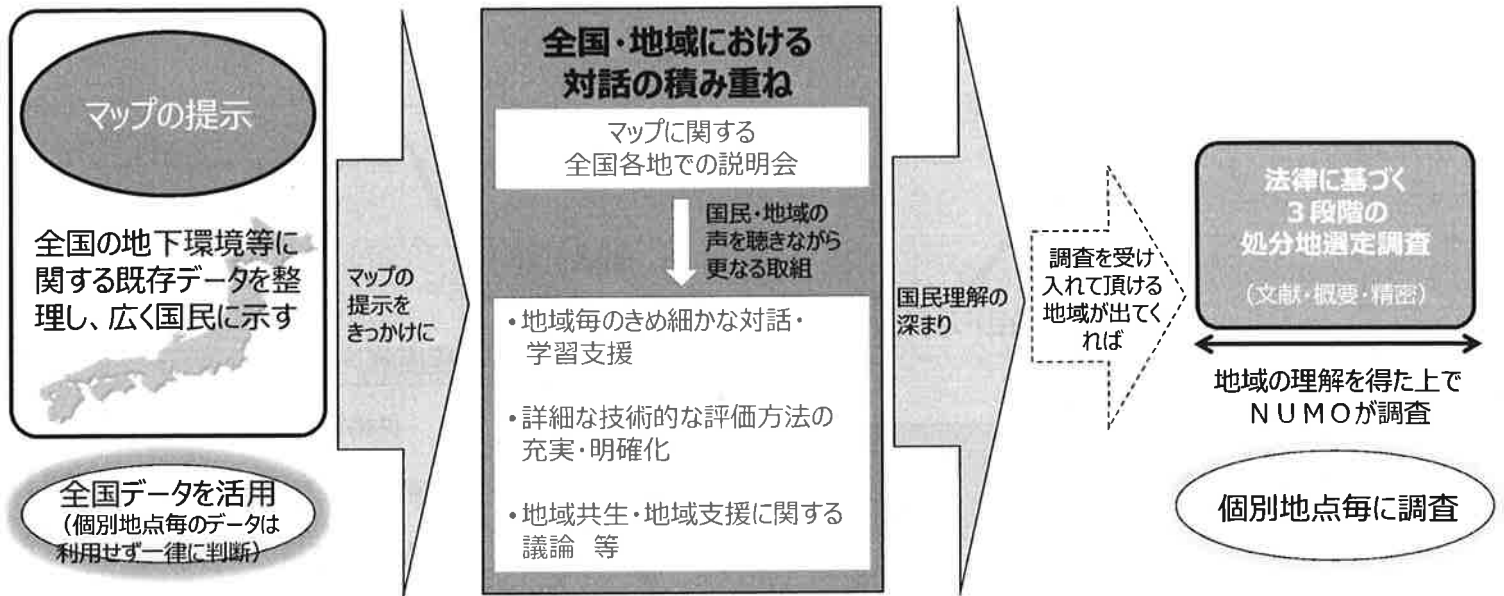 マップの提示
全国の地下環境等に
関する既存データを整
理し、広く国民に示す
全国データを活用
（個別地点毎のデータは
利用せず一律に判断）
マップの
提示を
きっかけに
全国・地域における
対話の積み重ね
マップに関する
全国各地での説明会
国民・地域の
声を聴きながら
更なる取組
・地域毎のきめ細かな対話・
学習支援
・詳細な技術的な評価方法の
充実・明確化
・地域共生・地域支援に関する
議論 等
国民理解の
深まり
調査を受け
入れて頂ける
地域が出てく
れば
法律に基づく
３段階の
処分地選定調査
（文献・概要・精密）
地域の理解を得た上で
ＮＵＭＯが調査
個別地点毎に調査